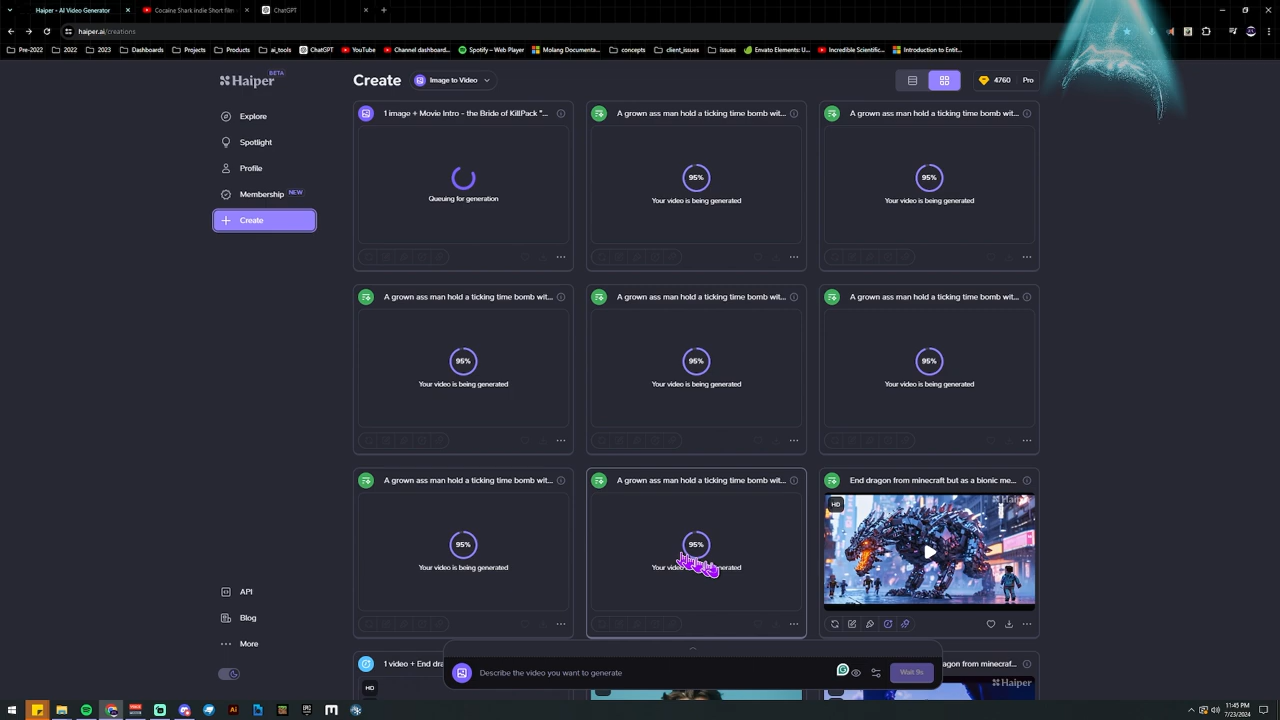 Haiper - AI Video Generator
Cocaine Shark indie Short film
ChatGPT
haiper.ai/creations
Pre-2022
2022
2023
Dashboards
Projects
Products
ai_tools
ChatGPT
YouTube
Channel dashboard...
Spotify – Web Player
Molang Documenta...
concepts
client_issues
issues
Envato Elements: U...
Incredible Scientific...
Introduction to Entit...
Haiper
BETA
Create
Image to Video
4760
Pro
Explore
Spotlight
Profile
Membership
NEW
Create
1 image + Movie Intro - the Bride of KillPack "...
Queuing for generation
A grown ass man hold a ticking time bomb wit...
95%
Your video is being generated
A grown ass man hold a ticking time bomb wit...
95%
Your video is being generated
A grown ass man hold a ticking time bomb wit...
95%
Your video is being generated
A grown ass man hold a ticking time bomb wit...
95%
Your video is being generated
A grown ass man hold a ticking time bomb wit...
95%
Your video is being generated
A grown ass man hold a ticking time bomb wit...
95%
Your video is being generated
A grown ass man hold a ticking time bomb wit...
95%
Your generated
End dragon from minecraft but as a bionic me...
Haiper
HD
API
Blog
More
1 video + End dra
HD
dragon from minecraf...
Haiper
Describe the video you want to generate
Wait 9s
11:45 PM
7/23/2024